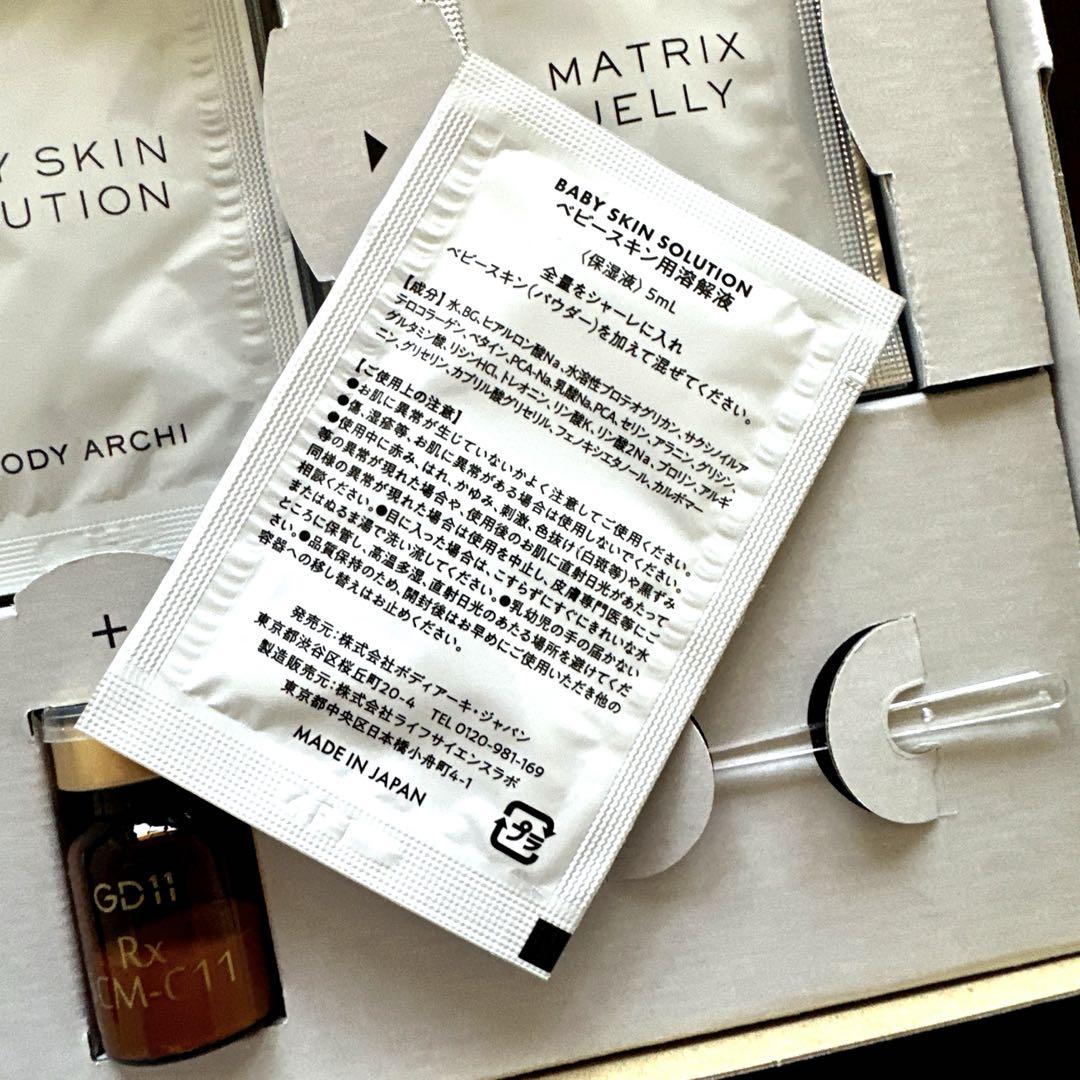 MATRIX
JELLY
Y SKIN
UTION
ODY ARCHI
BABY SKIN SOLUTION
ベビースキン用溶解液
〈保湿液〉 5mL
全量をシャーレに入れ
ベビースキン(パウダー)を加えて混ぜてください。
【成分】水、BG、ヒアルロン酸Na、水溶性プロテオグリカン、サクシノイルア
テロコラーゲン、ベタイン、PCA-Na、乳酸Na、PCA、セリン、アラニン、グリシン、
グルタミン酸、リシンHCl、トレオニン、リン酸K、リン酸2Na、プロリン、アルギ
ニン、グリセリン、カプリル酸グリセリル、フェノキシエタノール、カルボマー
【ご使用上の注意】
●お肌に異常が生じていないかよく注意してご使用ください。
●傷、湿疹等、お肌に異常がある場合は使用しないでください。
●使用中に赤み、はれ、かゆみ、刺激、色抜け(白斑等)や黒ずみ
等の異常が現れた場合や、使用後のお肌に直射日光があたって
同様の異常が現れた場合は使用を中止し、皮膚専門医等にご
相談ください。●目に入った場合は、こすらずにすぐにきれいな水
またはぬるま湯で洗い流してください。●乳幼児の手の届かない
ところに保管し、高温多湿、直射日光のあたる場所を避けてくだ
さい。●品質保持のため、開封後はお早めにご使用いただき他の
容器への移し替えはお止めください。
発売元:株式会社ボディアーキ・ジャパン
東京都渋谷区桜丘町20-4 TEL 0120-981-169
製造販売元:株式会社ライフサイエンスラボ
東京都中央区日本橋小舟町4-1
MADE IN JAPAN
プラ
+
GD11
Rx
CM-C11